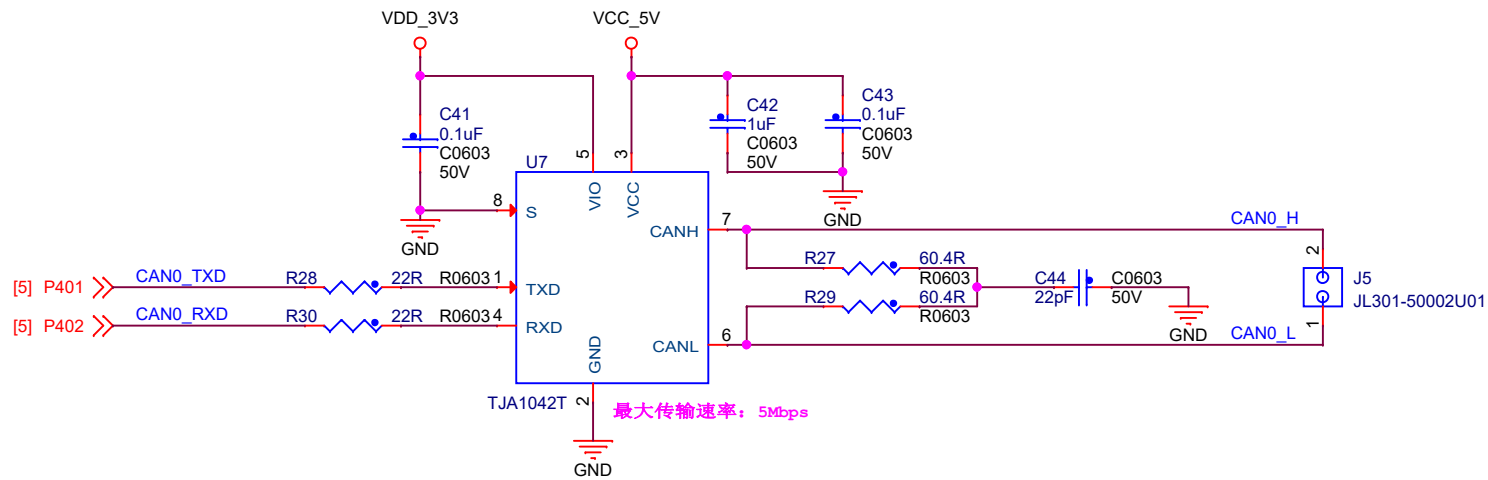 VDD_3V3
VCC_5V
C41
0.1uF
C0603
50V
C42
1uF
C0603
50V
C43
0.1uF
C0603
50V
U7
5
3
VIO
VCC
8
S
GND
GND
7
CANH
CAN0_H
2
[5] P401
CAN0_TXD
R28
22R
R0603
1
TXD
R27
60.4R
R0603
C44
22pF
C0603
50V
J5
JL301-50002U01
[5] P402
CAN0_RXD
R30
22R
R0603
4
RXD
R29
60.4R
R0603
GND
1
GND
CANL
6
CAN0_L
TJA1042T
2
最大传输速率：5Mbps
GND